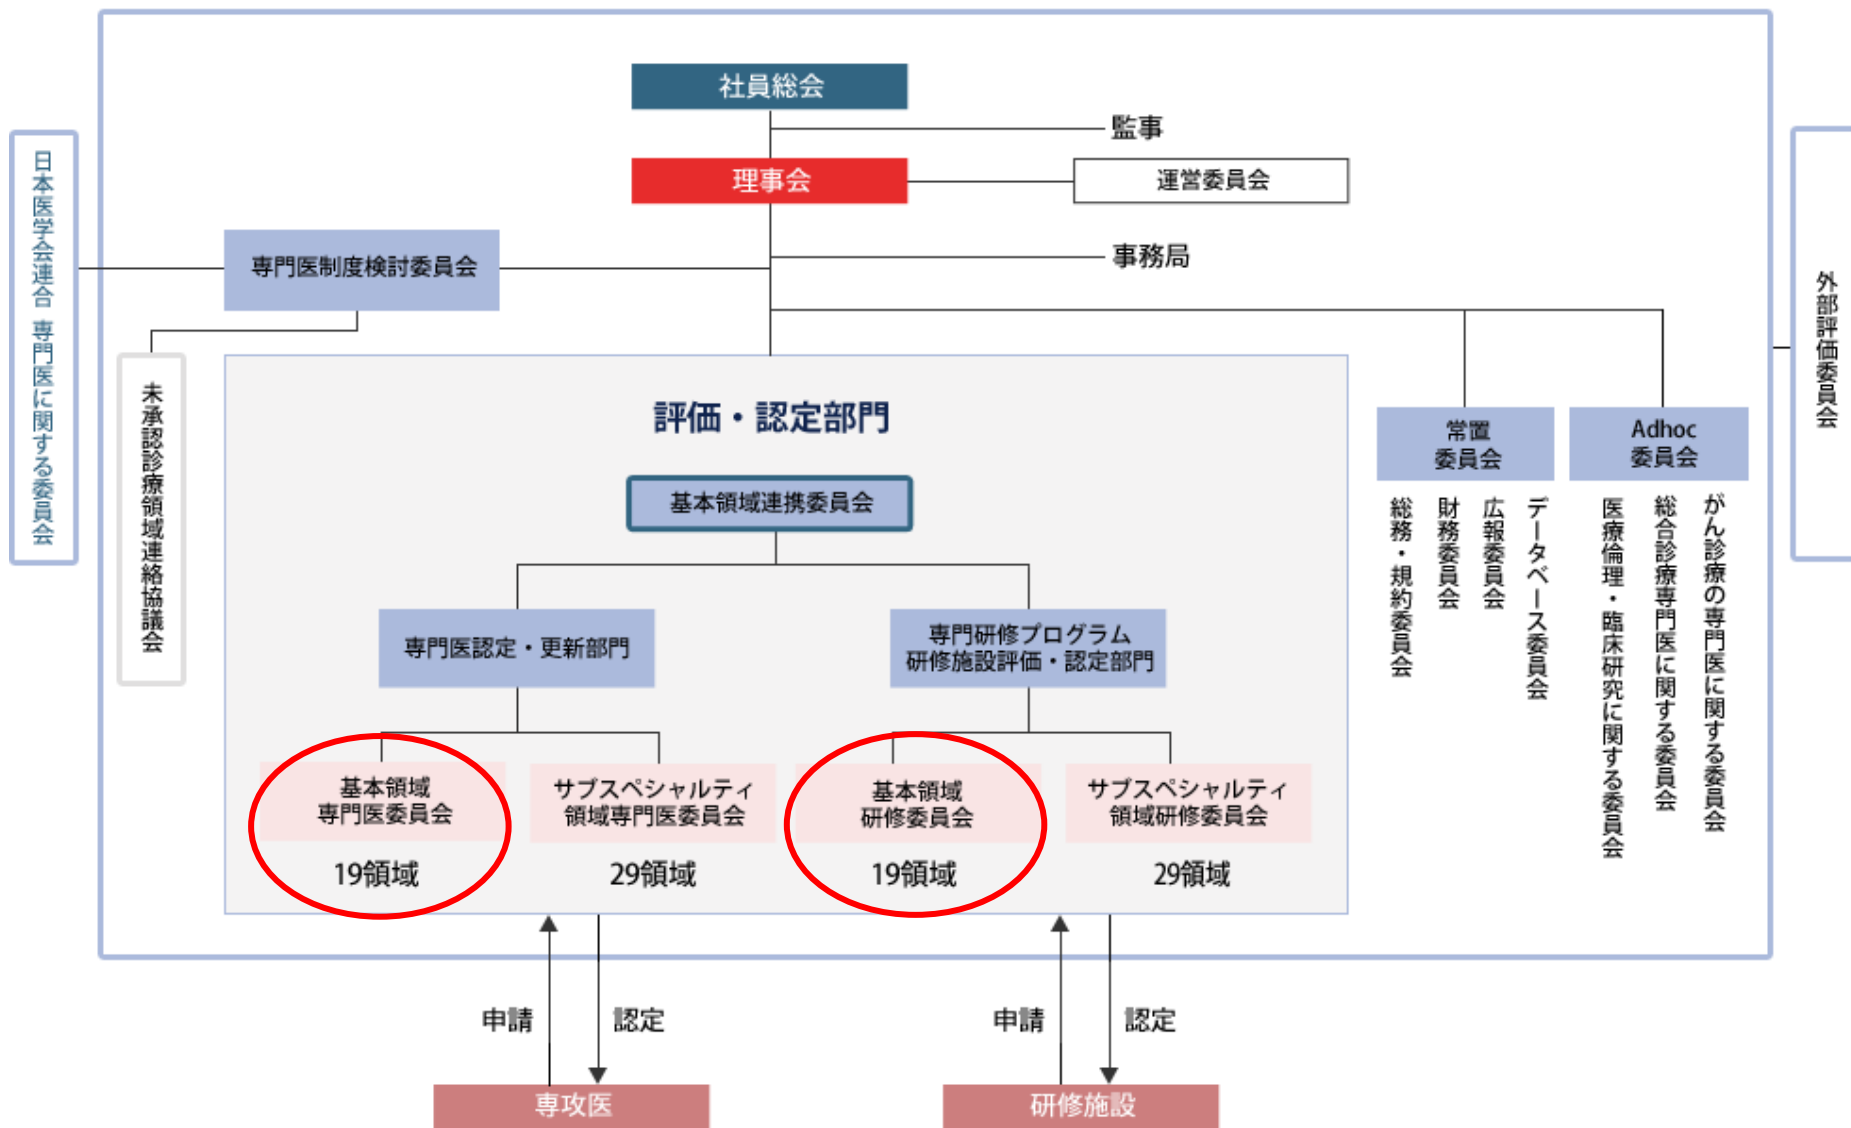 社員総会
監事
理事会
運営委員会
事務局
専門医制度検討委員会
日本医学会連合 専門医に関する委員会
未承認診療領域連絡協議会
外部評価委員会
評価・認定部門
基本領域連携委員会
専門医認定・更新部門
専門研修プログラム
研修施設評価・認定部門
基本領域
専門医委員会
19領域
サブスペシャルティ
領域専門医委員会
29領域
基本領域
研修委員会
19領域
サブスペシャルティ
領域研修委員会
29領域
常置
委員会
総務・規約委員会
財務委員会
広報委員会
データベース委員会
Adhoc
委員会
医療倫理・臨床研究に関する委員会
総合診療専門医に関する委員会
がん診療の専門医に関する委員会
申請
認定
申請
認定
専攻医
研修施設